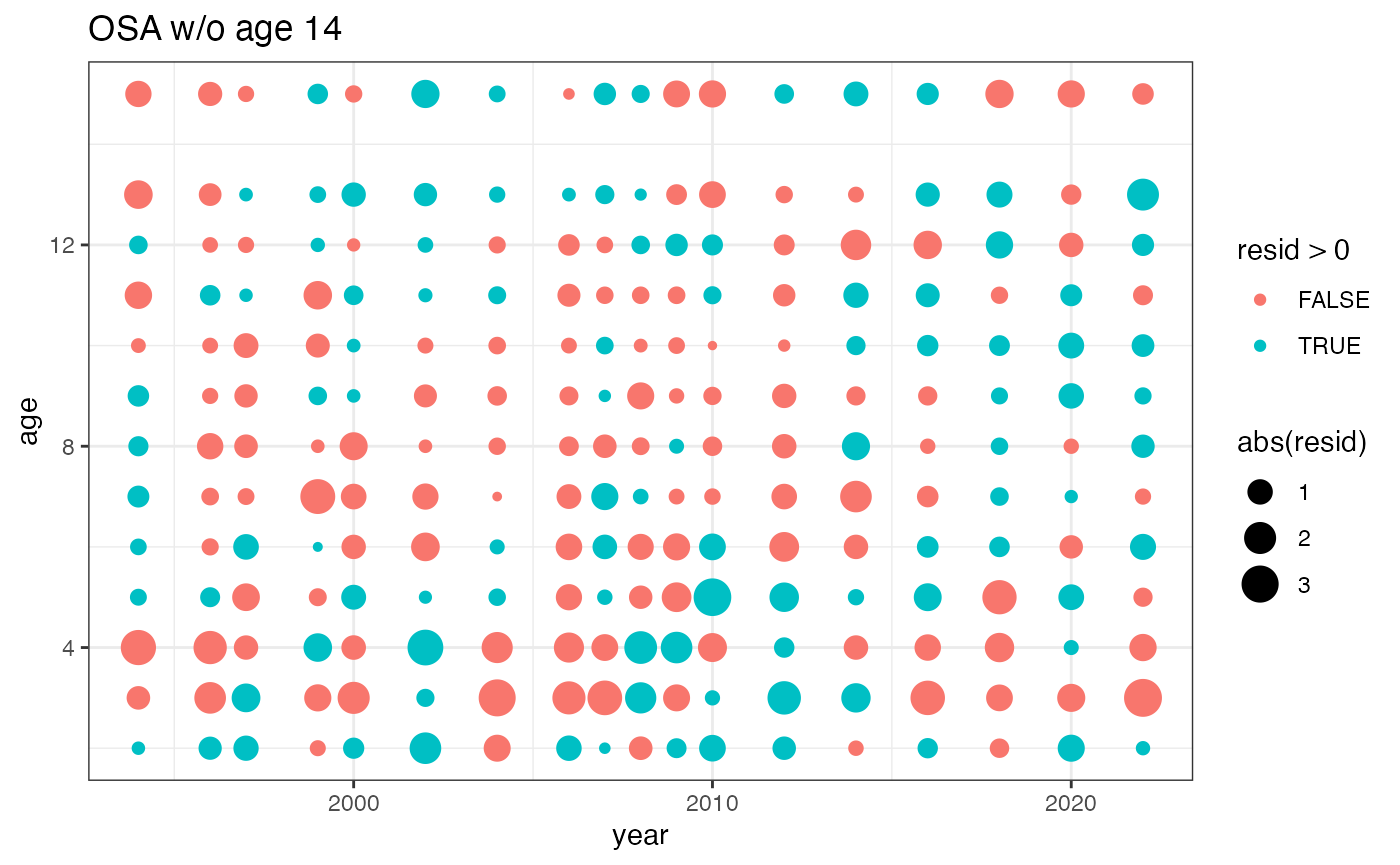 OSA w/o age 14
age
12
8
4
2000
2010
2020
year
resid > 0
FALSE
TRUE
abs(resid)
1
2
3